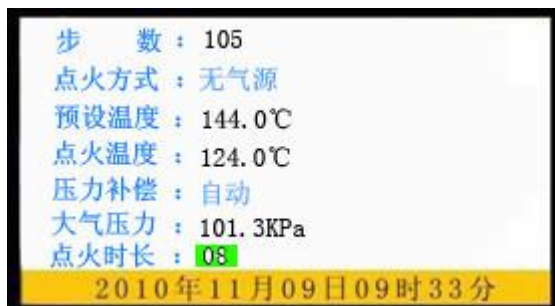 步 数：105
点火方式：无气源
预设温度：144.0℃
点火温度：124.0℃
压力补偿：自动
大气压力：101.3KPa
点火时长：08
2010年11月09日09时33分